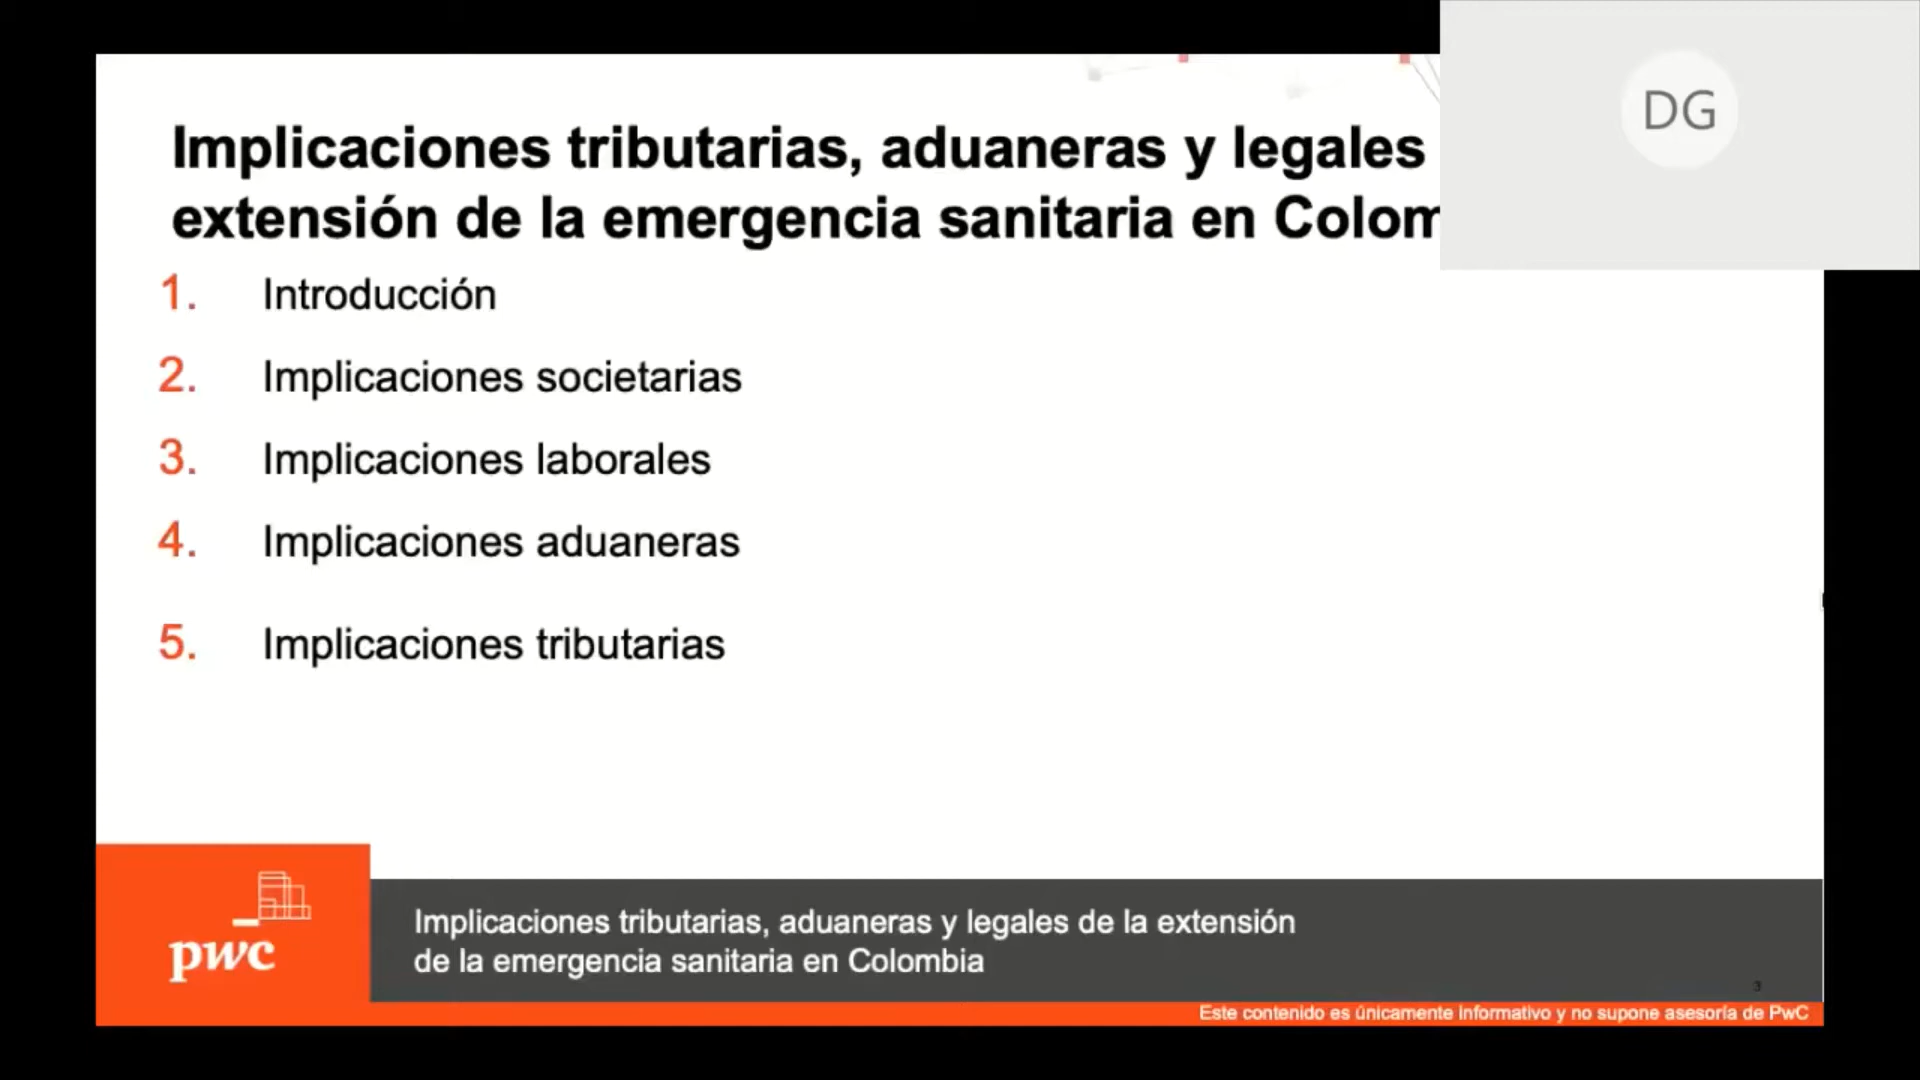 DG
Implicaciones tributarias, aduaneras y legales
extensión de la emergencia sanitaria en Colom
1. Introducción
2. Implicaciones societarias
3. Implicaciones laborales
4. Implicaciones aduaneras
5. Implicaciones tributarias
pwc
Implicaciones tributarias, aduaneras y legales de la extensión
de la emergencia sanitaria en Colombia
3
Este contenido es únicamente Informativo y no supone asesoría de PwC